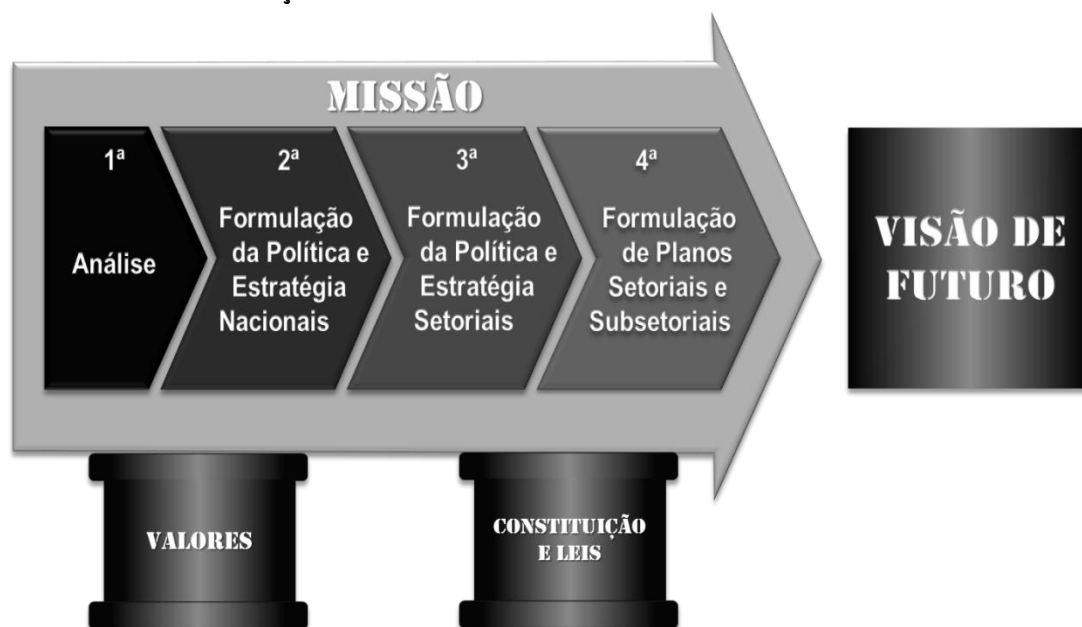 MISSÃO
1ª
Análise
2ª
Formulação
da Política e
Estratégia
Nacionais
3ª
Formulação
da Política e
Estratégia
Setoriais
4ª
Formulação
de Planos
Setoriais e
Subsetoriais
VISÃO DE
FUTURO
VALORES
CONSTITUIÇÃO
E LEIS